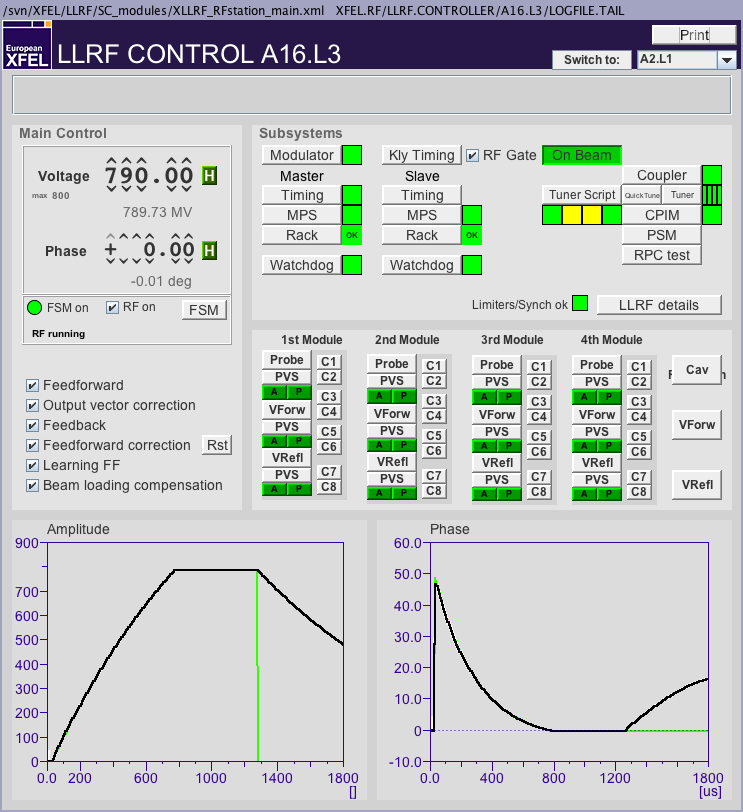 /svn/XFEL/LLRF/SC_modules/XLLRF_RFstation_main.xml XFEL.RF/LLRF.CONTROLLER/A16.L3/LOGFILE.TAIL
European
XFEL
LLRF CONTROL A16.L3
Print
Switch to: A2.L1
Main Control
Voltage 790.00 H
max 800
789.73 MV
Phase + 0.00 H
-0.01 deg
FSM on RF on FSM
RF running
Feedforward
Output vector correction
Feedback
Feedforward correction Rst
Learning FF
Beam loading compensation
Subsystems
Modulator Kly Timing RF Gate On Beam
Master Slave Coupler
Timing Timing Tuner Script QuickTune Tuner
MPS MPS CPIM
Rack OK Rack OK PSM
RPC test
Watchdog Watchdog
Limiters/Synch ok LLRF details
1st Module 2nd Module 3rd Module 4th Module
Probe C1 Probe C1 Probe C1 Probe C1 Cav
PVS C2 PVS C2 PVS C2 PVS C2
A P C3 A P C3 A P C3 A P C3
VForw C4 VForw C4 VForw C4 VForw C4 VForw
PVS C5 PVS C5 PVS C5 PVS C5
A P C6 A P C6 A P C6 A P C6
VRefl VRefl VRefl VRefl
PVS C7 PVS C7 PVS C7 PVS C7 VRefl
A P C8 A P C8 A P C8 A P C8
Amplitude
900
700
600
500
400
300
200
100
0
0.0 200 600 1000 1400 1800
[]
Phase
60.0
50.0
40.0
30.0
20.0
10.0
0
-10.0
0.0 400 800 1200 1800
[us]